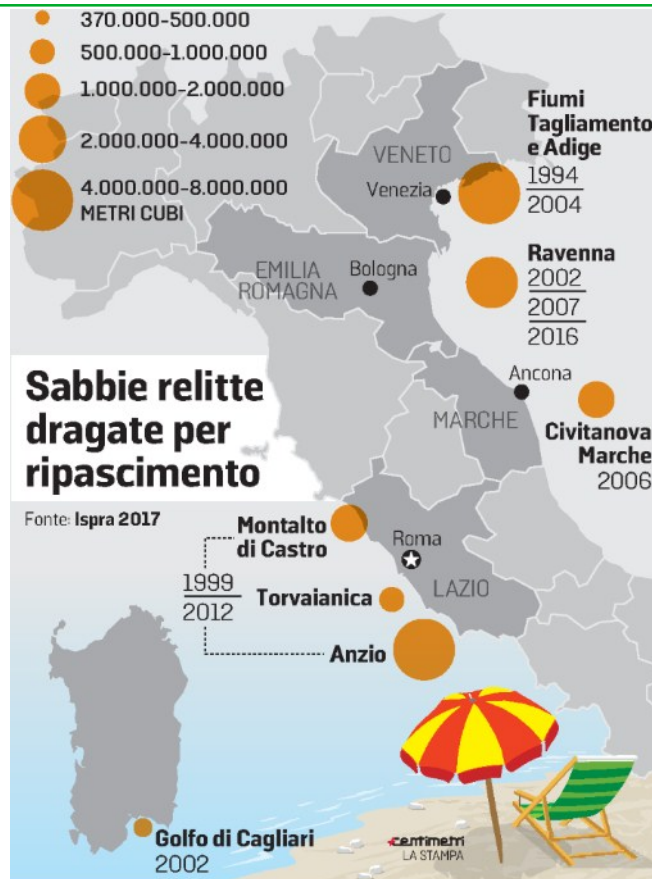 370.000-500.000
500.000-1.000.000
1.000.000-2.000.000
2.000.000-4.000.000
4.000.000-8.000.000
METRI CUBI
Fiumi
Tagliamento
e Adige
1994
2004
VENETO
Venezia
Ravenna
2002
2007
2016
EMILIA
ROMAGNA
Bologna
Sabbie relitte
dragate per
ripascimento
Fonte: Ispra 2017
Ancona
MARCHE
Civitanova
Marche
2006
Montalto
di Castro
Roma
LAZIO
1999
2012
Torvaianica
Anzio
Golfo di Cagliari
2002
centimetri
LA STAMPA